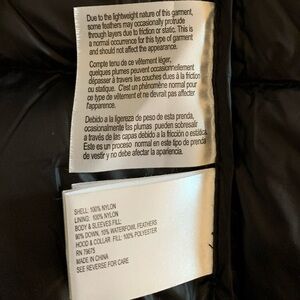 Due to the lightweight nature of this garment,
some feathers may occasionally protrude
through layers due to friction or static. This is
a normal occurrence for this type of garment
and should not affect the appearance.
Compte tenu de ce vêtement léger,
quelques plumes peuvent occasionnellement
dépasser à travers les couches dues à la friction
ou statique. C'est un phénomène normal pour
ce type de vêtement et ne devrait pas affecter
l'apparence.
Debido a la ligereza de peso de esta prenda,
ocasionalmente las plumas pueden sobresalir
a través de las capas debido a la fricción o estática.
Este es un proceso normal en este tipo de prenda
de vestir y no debe afectar la apariencia.
SHELL: 100% NYLON
LINING: 100% NYLON
BODY & SLEEVES FILL:
90% DOWN, 10% WATERFOWL FEATHERS
HOOD & COLLAR FILL: 100% POLYESTER
RN 79675
MADE IN CHINA
SEE REVERSE FOR CARE